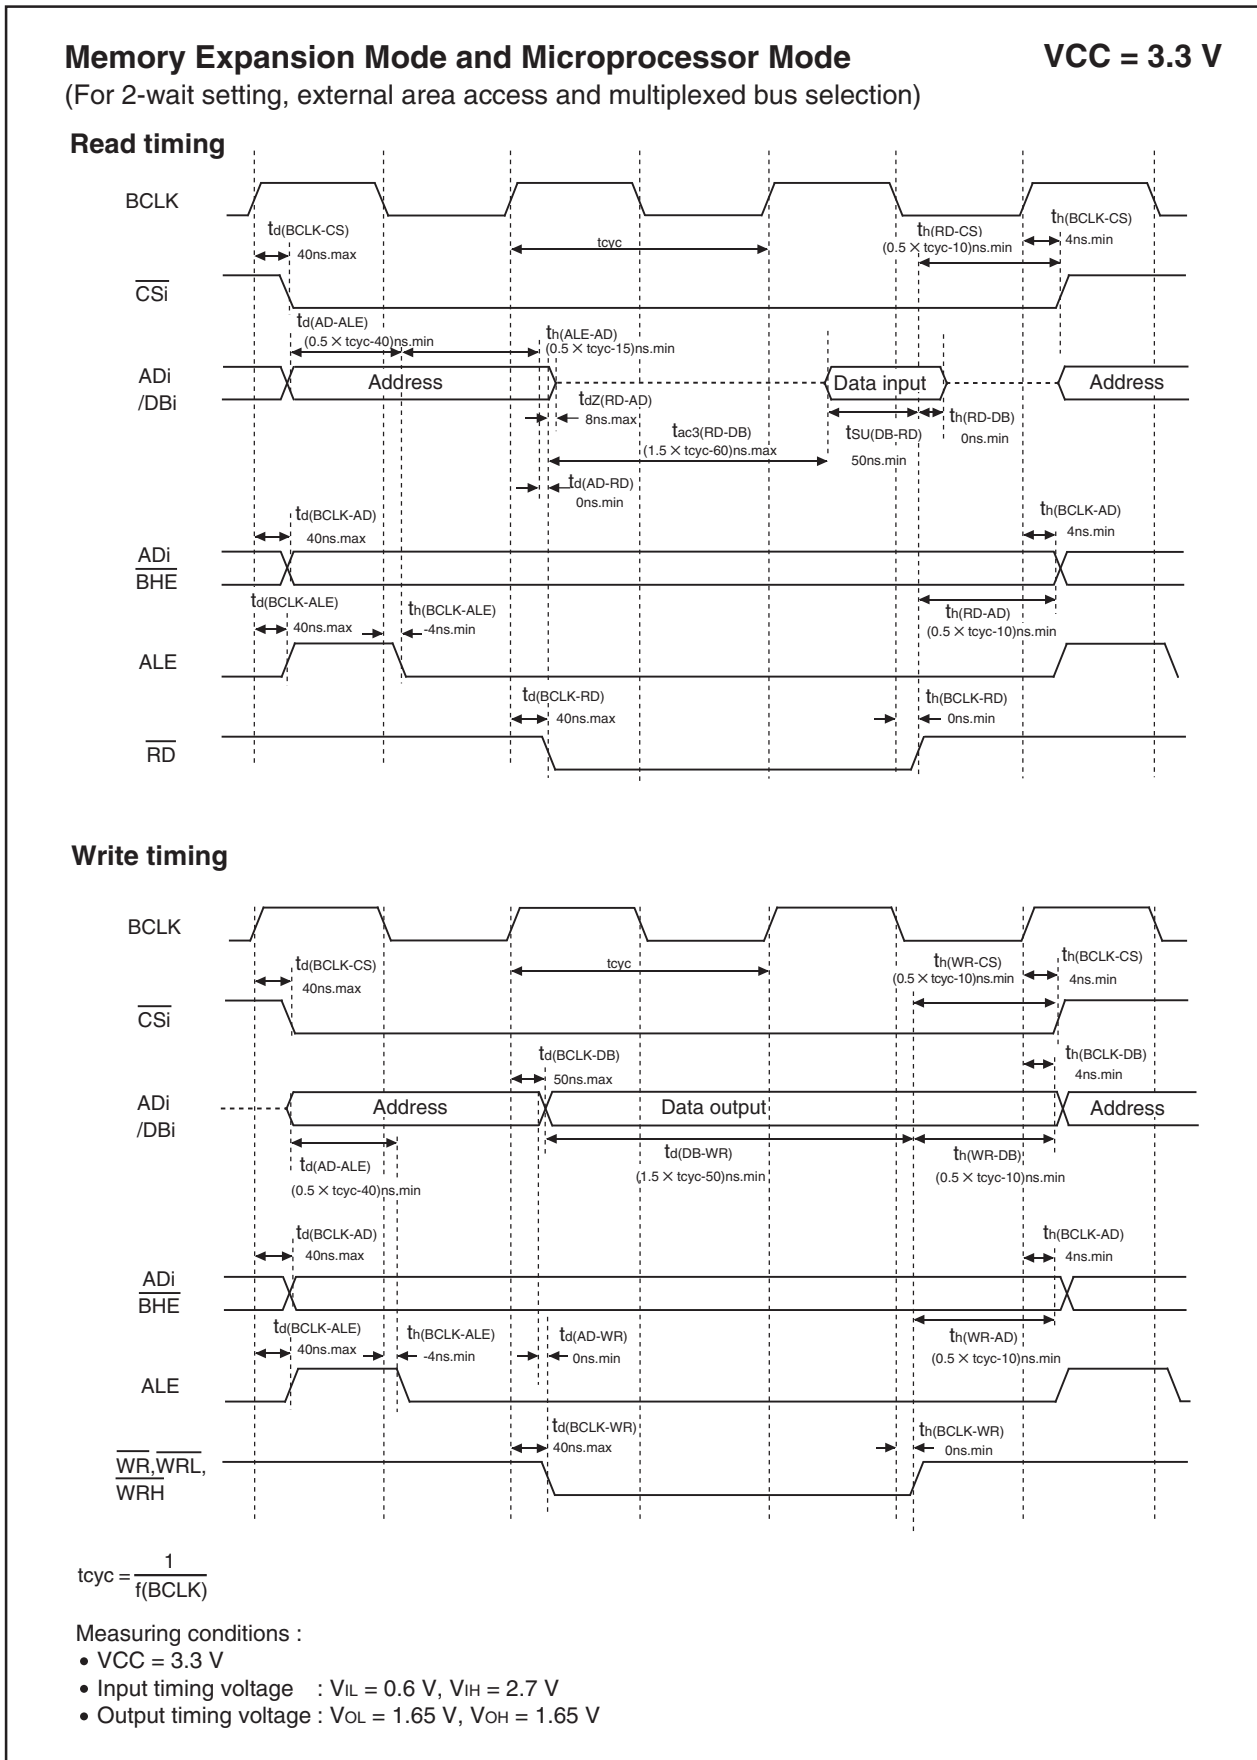 Memory Expansion Mode and Microprocessor Mode VCC = 3.3 V
(For 2-wait setting, external area access and multiplexed bus selection)
Read timing
BCLK
td(BCLK-CS)
40ns.max
tcyc
th(RD-CS)
(0.5 × tcyc-10)ns.min
th(BCLK-CS)
4ns.min
CSi
td(AD-ALE)
(0.5 × tcyc-40)ns.min
th(ALE-AD)
(0.5 × tcyc-15)ns.min
ADi
/DBi
Address
Data input
Address
tdZ(RD-AD)
8ns.max
tac3(RD-DB)
(1.5 × tcyc-60)ns.max
tSU(DB-RD)
50ns.min
th(RD-DB)
0ns.min
td(AD-RD)
0ns.min
td(BCLK-AD)
40ns.max
th(BCLK-AD)
4ns.min
ADi
BHE
td(BCLK-ALE)
40ns.max
th(BCLK-ALE)
-4ns.min
th(RD-AD)
(0.5 × tcyc-10)ns.min
ALE
td(BCLK-RD)
40ns.max
th(BCLK-RD)
0ns.min
RD
Write timing
BCLK
td(BCLK-CS)
40ns.max
tcyc
th(WR-CS)
(0.5 × tcyc-10)ns.min
th(BCLK-CS)
4ns.min
CSi
td(BCLK-DB)
50ns.max
th(BCLK-DB)
4ns.min
ADi
/DBi
Address
Data output
Address
td(AD-ALE)
(0.5 × tcyc-40)ns.min
td(DB-WR)
(1.5 × tcyc-50)ns.min
th(WR-DB)
(0.5 × tcyc-10)ns.min
td(BCLK-AD)
40ns.max
th(BCLK-AD)
4ns.min
ADi
BHE
td(BCLK-ALE)
40ns.max
th(BCLK-ALE)
-4ns.min
td(AD-WR)
0ns.min
th(WR-AD)
(0.5 × tcyc-10)ns.min
ALE
td(BCLK-WR)
40ns.max
th(BCLK-WR)
0ns.min
WR,WRL,
WRH
tcyc = 1
f(BCLK)
Measuring conditions :
• VCC = 3.3 V
• Input timing voltage : VIL = 0.6 V, VIH = 2.7 V
• Output timing voltage : VOL = 1.65 V, VOH = 1.65 V